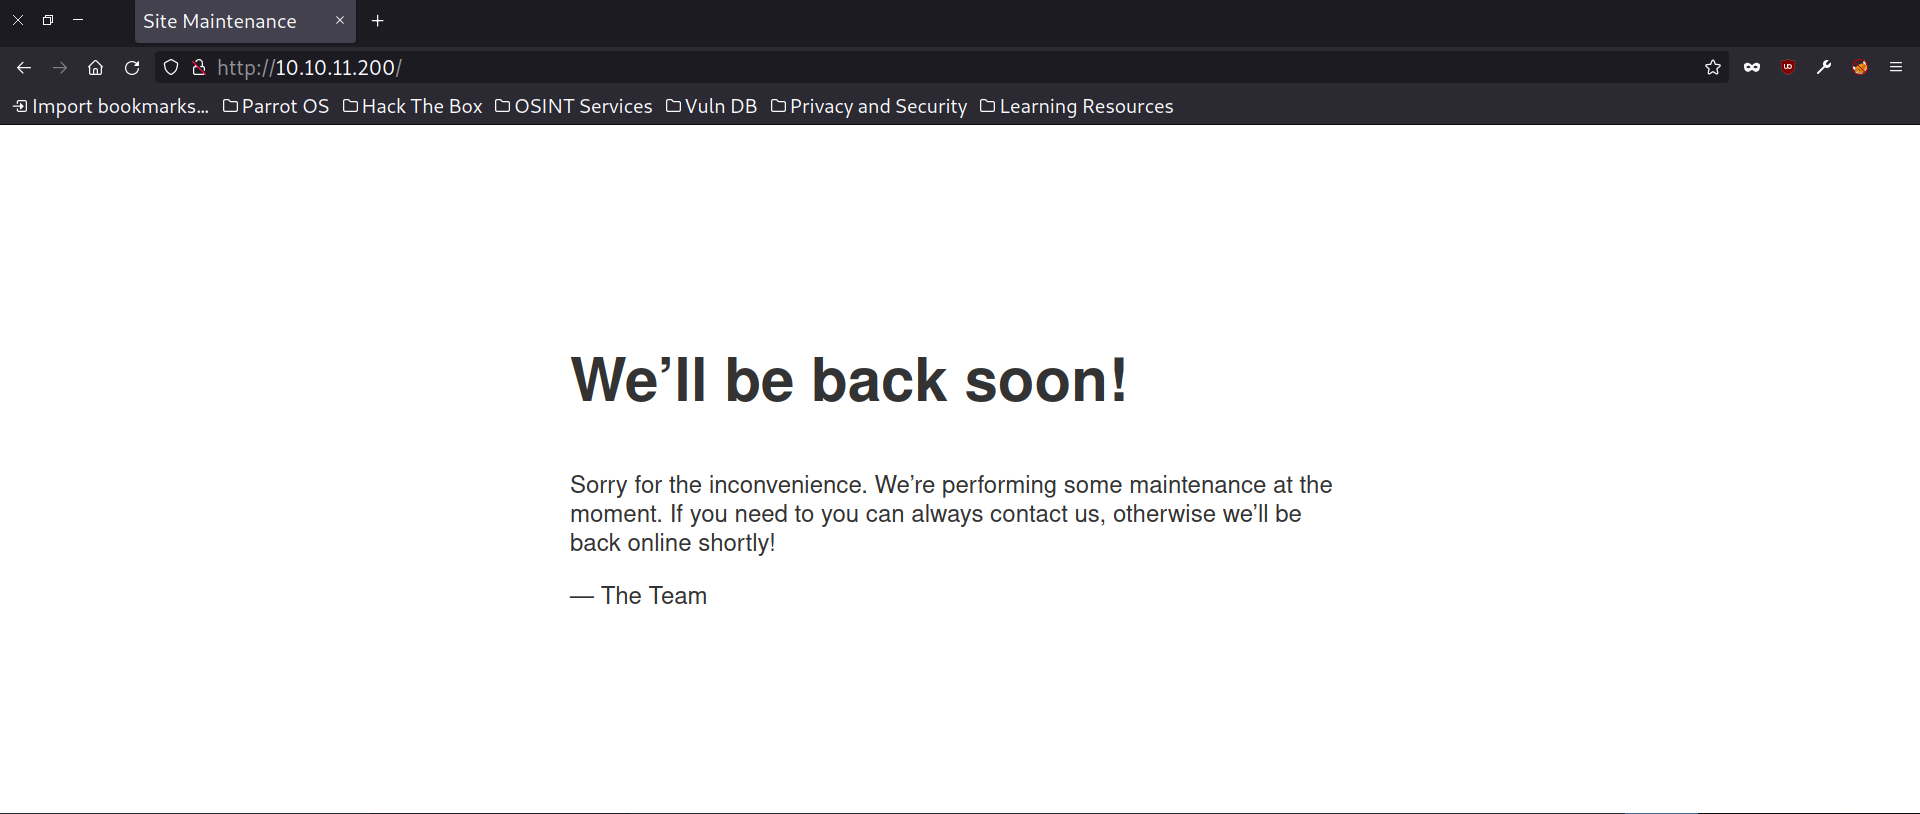 Site Maintenance
http://10.10.11.200/
Import bookmarks... Parrot OS Hack The Box OSINT Services Vuln DB Privacy and Security Learning Resources
We’ll be back soon!
Sorry for the inconvenience. We’re performing some maintenance at the
moment. If you need to you can always contact us, otherwise we’ll be
back online shortly!
— The Team